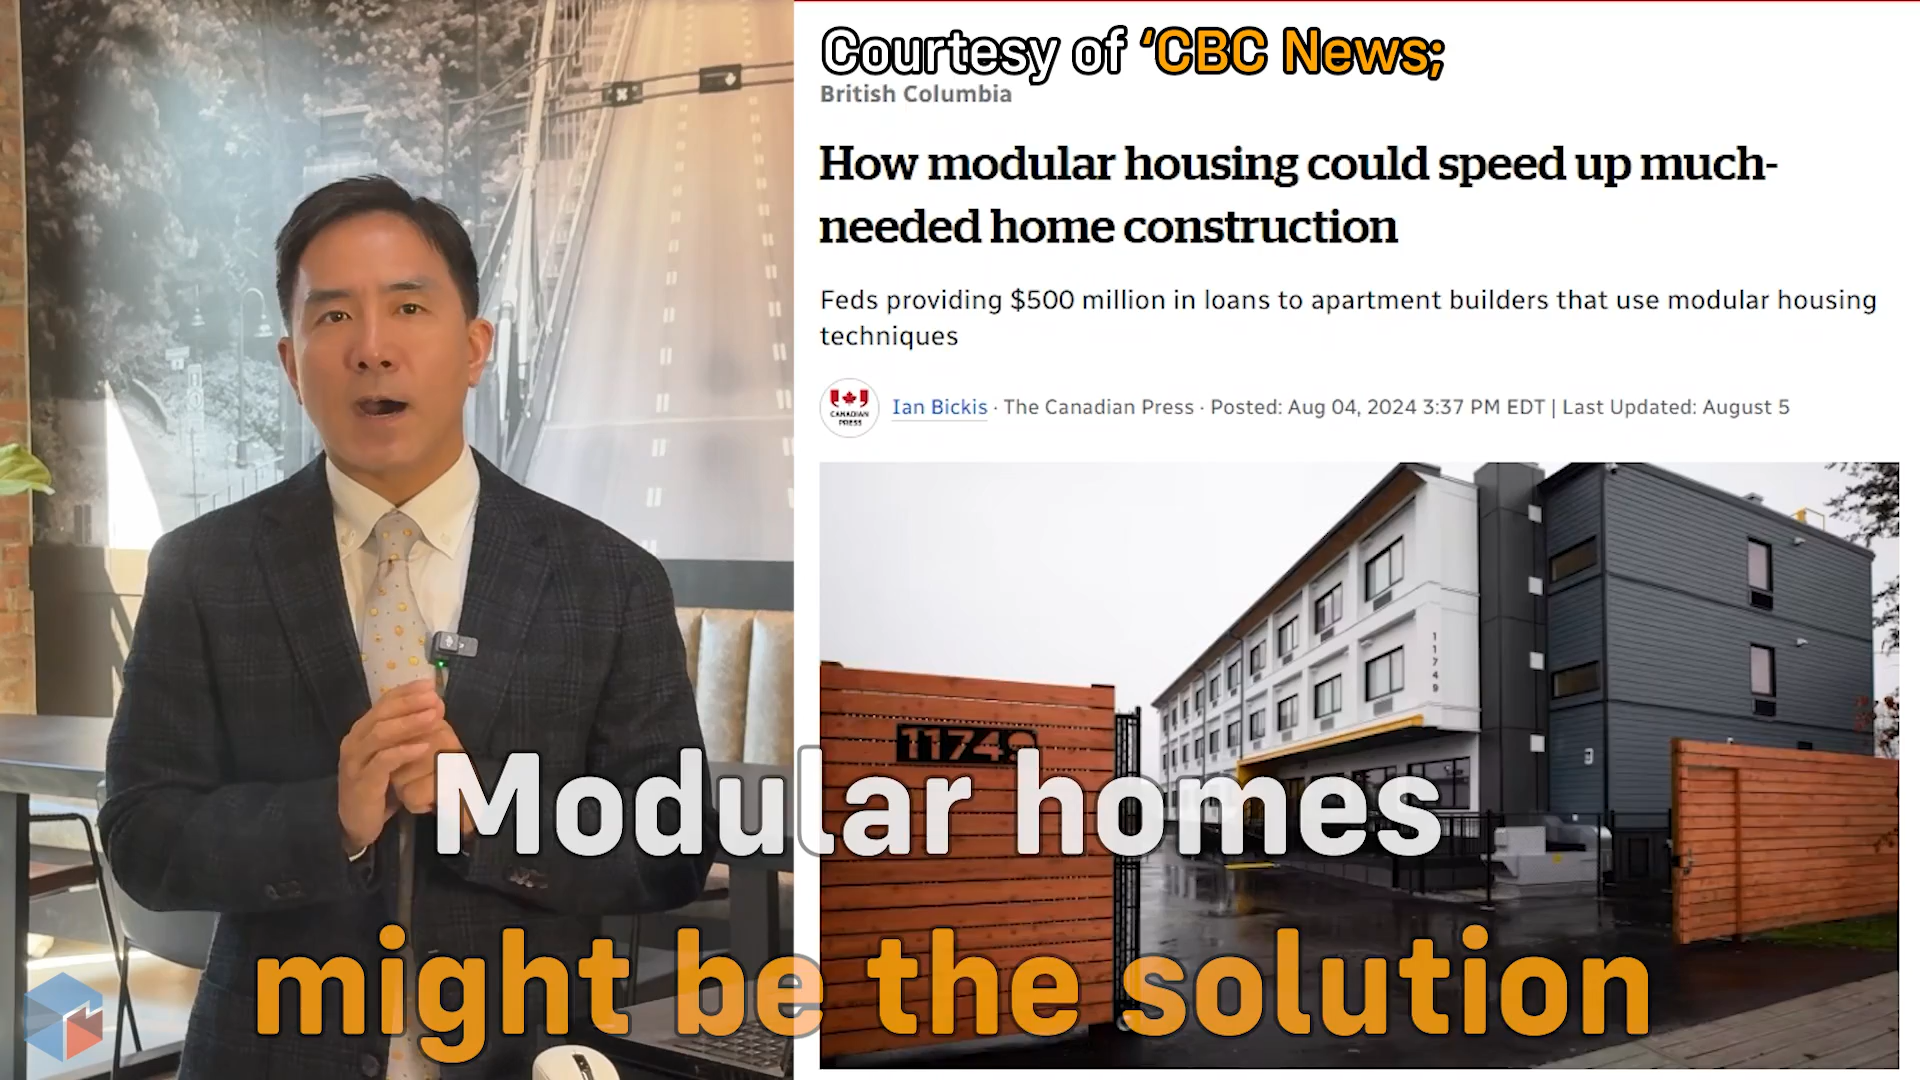 Courtesy of ‘CBC News;
British Columbia
How modular housing could speed up much-
needed home construction
Feds providing $500 million in loans to apartment builders that use modular housing
techniques
CANADIAN
PRESS
Ian Bickis · The Canadian Press · Posted: Aug 04, 2024 3:37 PM EDT | Last Updated: August 5
11749
11749
Modular homes
might be the solution